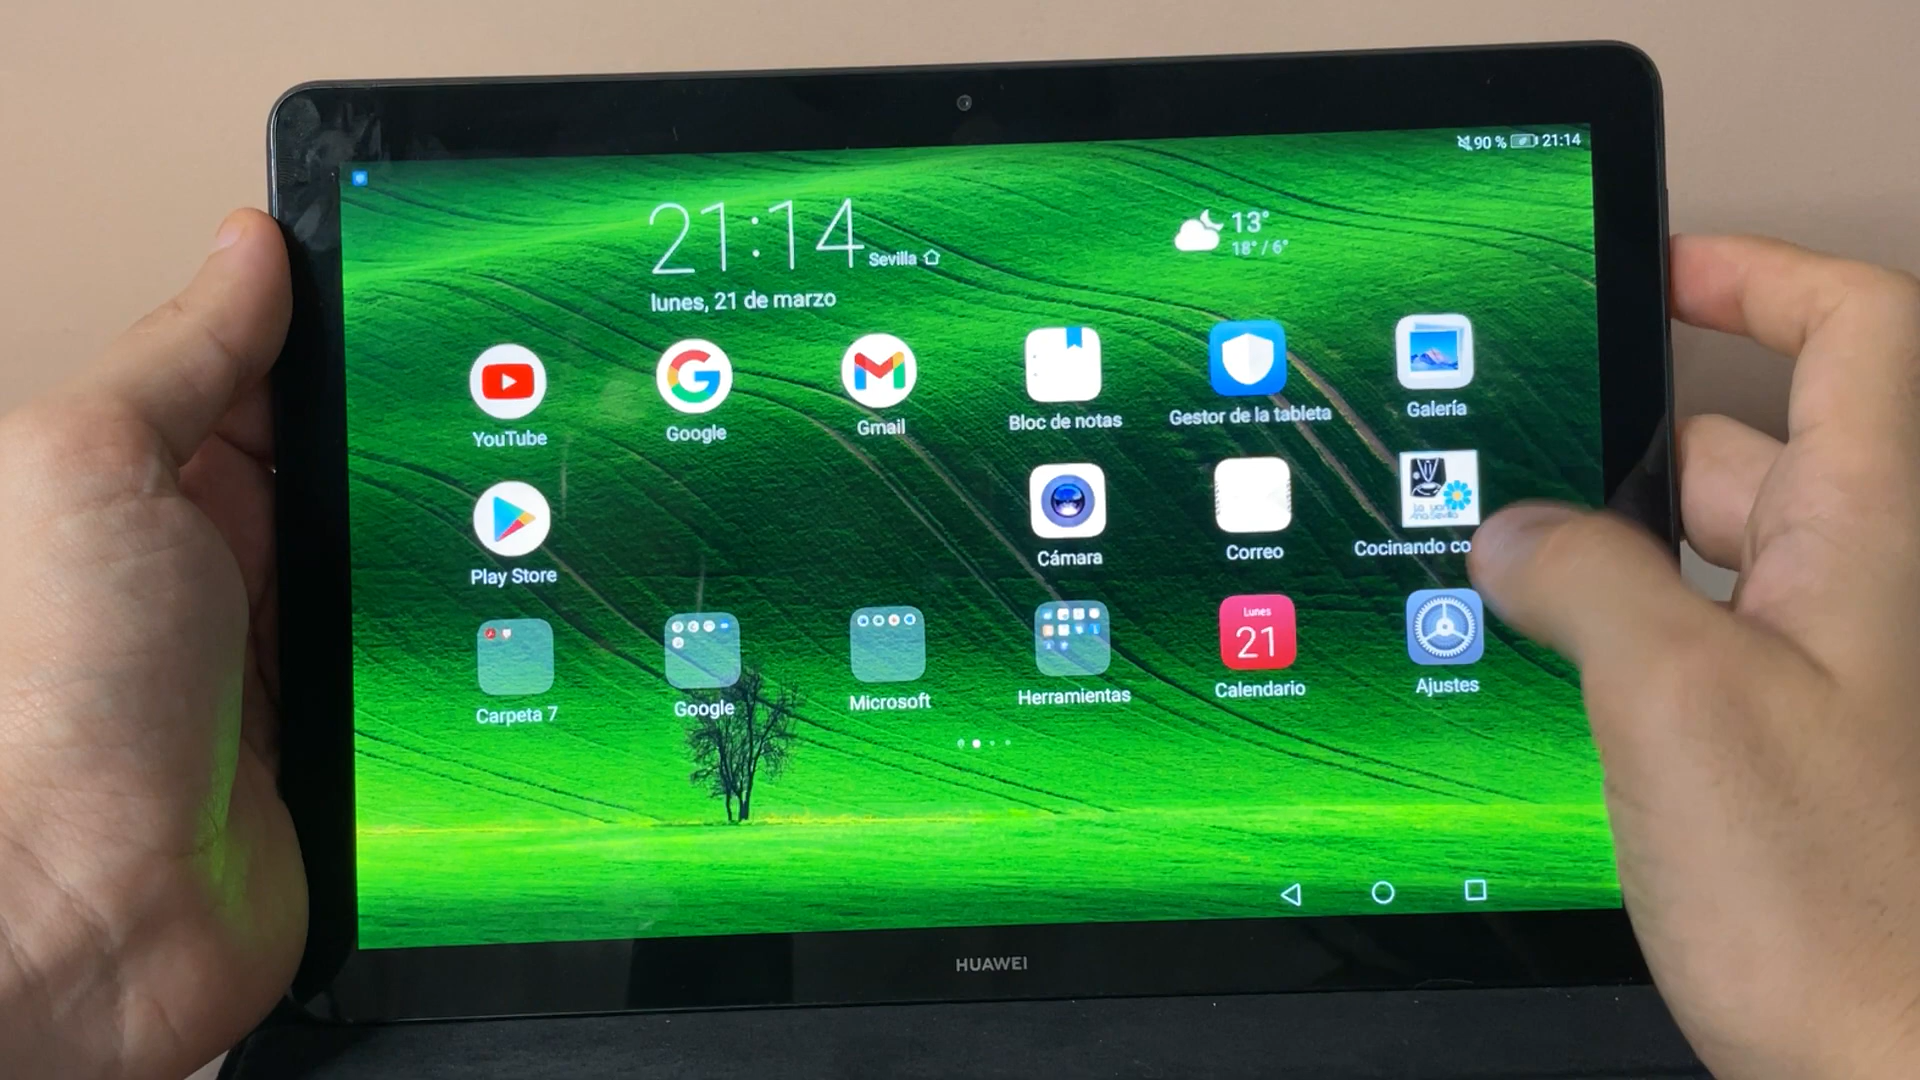 90 % 21:14
21:14
Sevilla
13°
18° / 6°
lunes, 21 de marzo
YouTube
Google
Gmail
Bloc de notas
Gestor de la tableta
Galería
Play Store
Cámara
Correo
Cocinando co
Carpeta 7
Google
Microsoft
Herramientas
Lunes
21
Calendario
Ajustes
HUAWEI